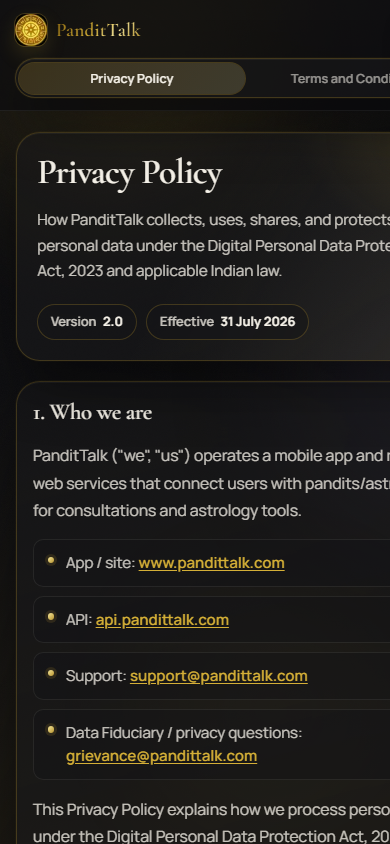 PanditTalk
Privacy Policy
Terms and Condi
Privacy Policy
How PanditTalk collects, uses, shares, and protects
personal data under the Digital Personal Data Prote
Act, 2023 and applicable Indian law.
Version 2.0
Effective 31 July 2026
1. Who we are
PanditTalk ("we", "us") operates a mobile app and r
web services that connect users with pandits/astr
for consultations and astrology tools.
App / site: www.pandittalk.com
API: api.pandittalk.com
Support: support@pandittalk.com
Data Fiduciary / privacy questions:
grievance@pandittalk.com
This Privacy Policy explains how we process perso
under the Digital Personal Data Protection Act, 20